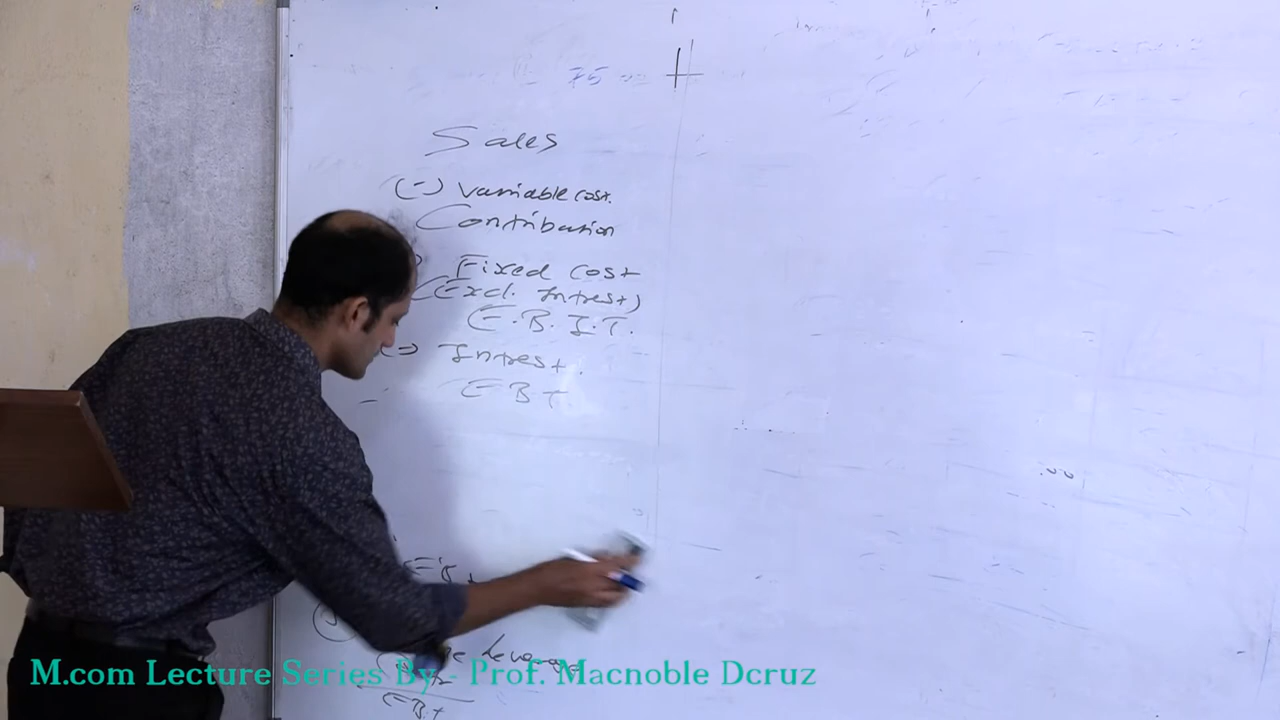 75
Sales
(-) Variable cost.
Contribution
Fixed cost
(Excl. Intrest)
E.B.I.T.
(-) Intrest.
E B T
M.com Lecture Series By - Prof. Macnoble Dcruz
E B T